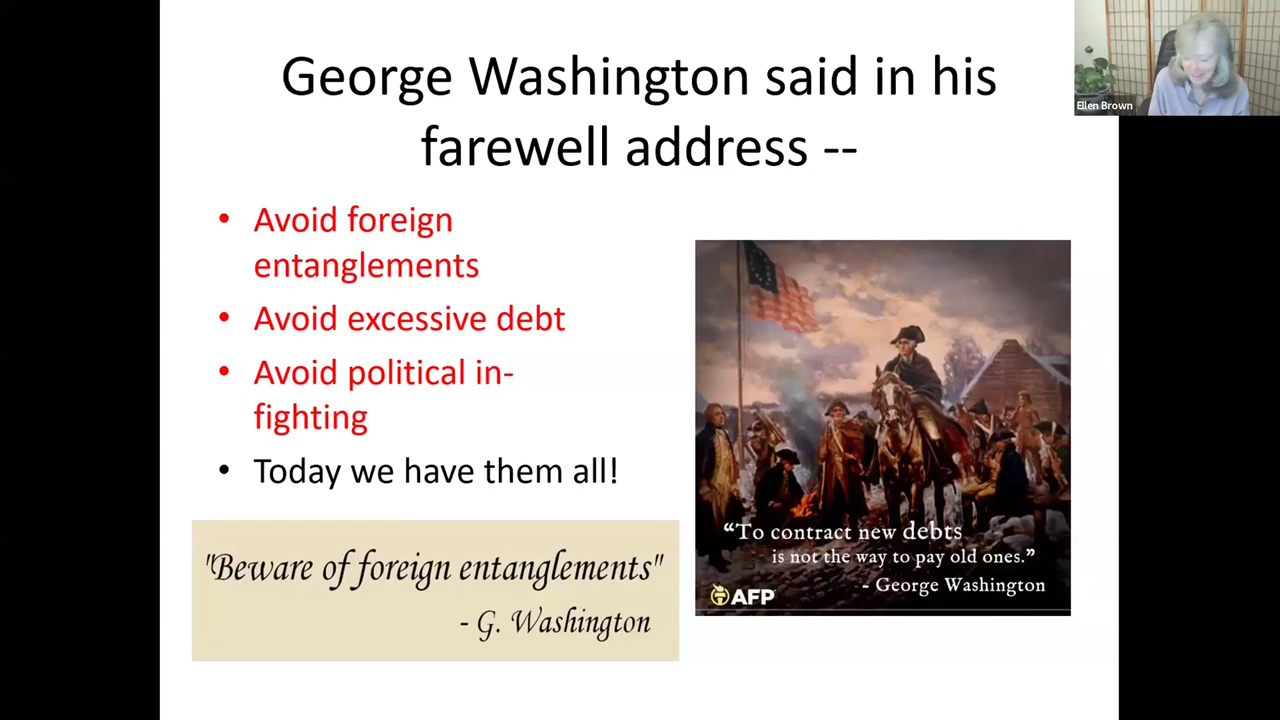 George Washington said in his
farewell address --
• Avoid foreign
entanglements
• Avoid excessive debt
• Avoid political in-
fighting
• Today we have them all!
"Beware of foreign entanglements"
- G. Washington
“To contract new debts
is not the way to pay old ones.”
- George Washington
AFP
Ellen Brown